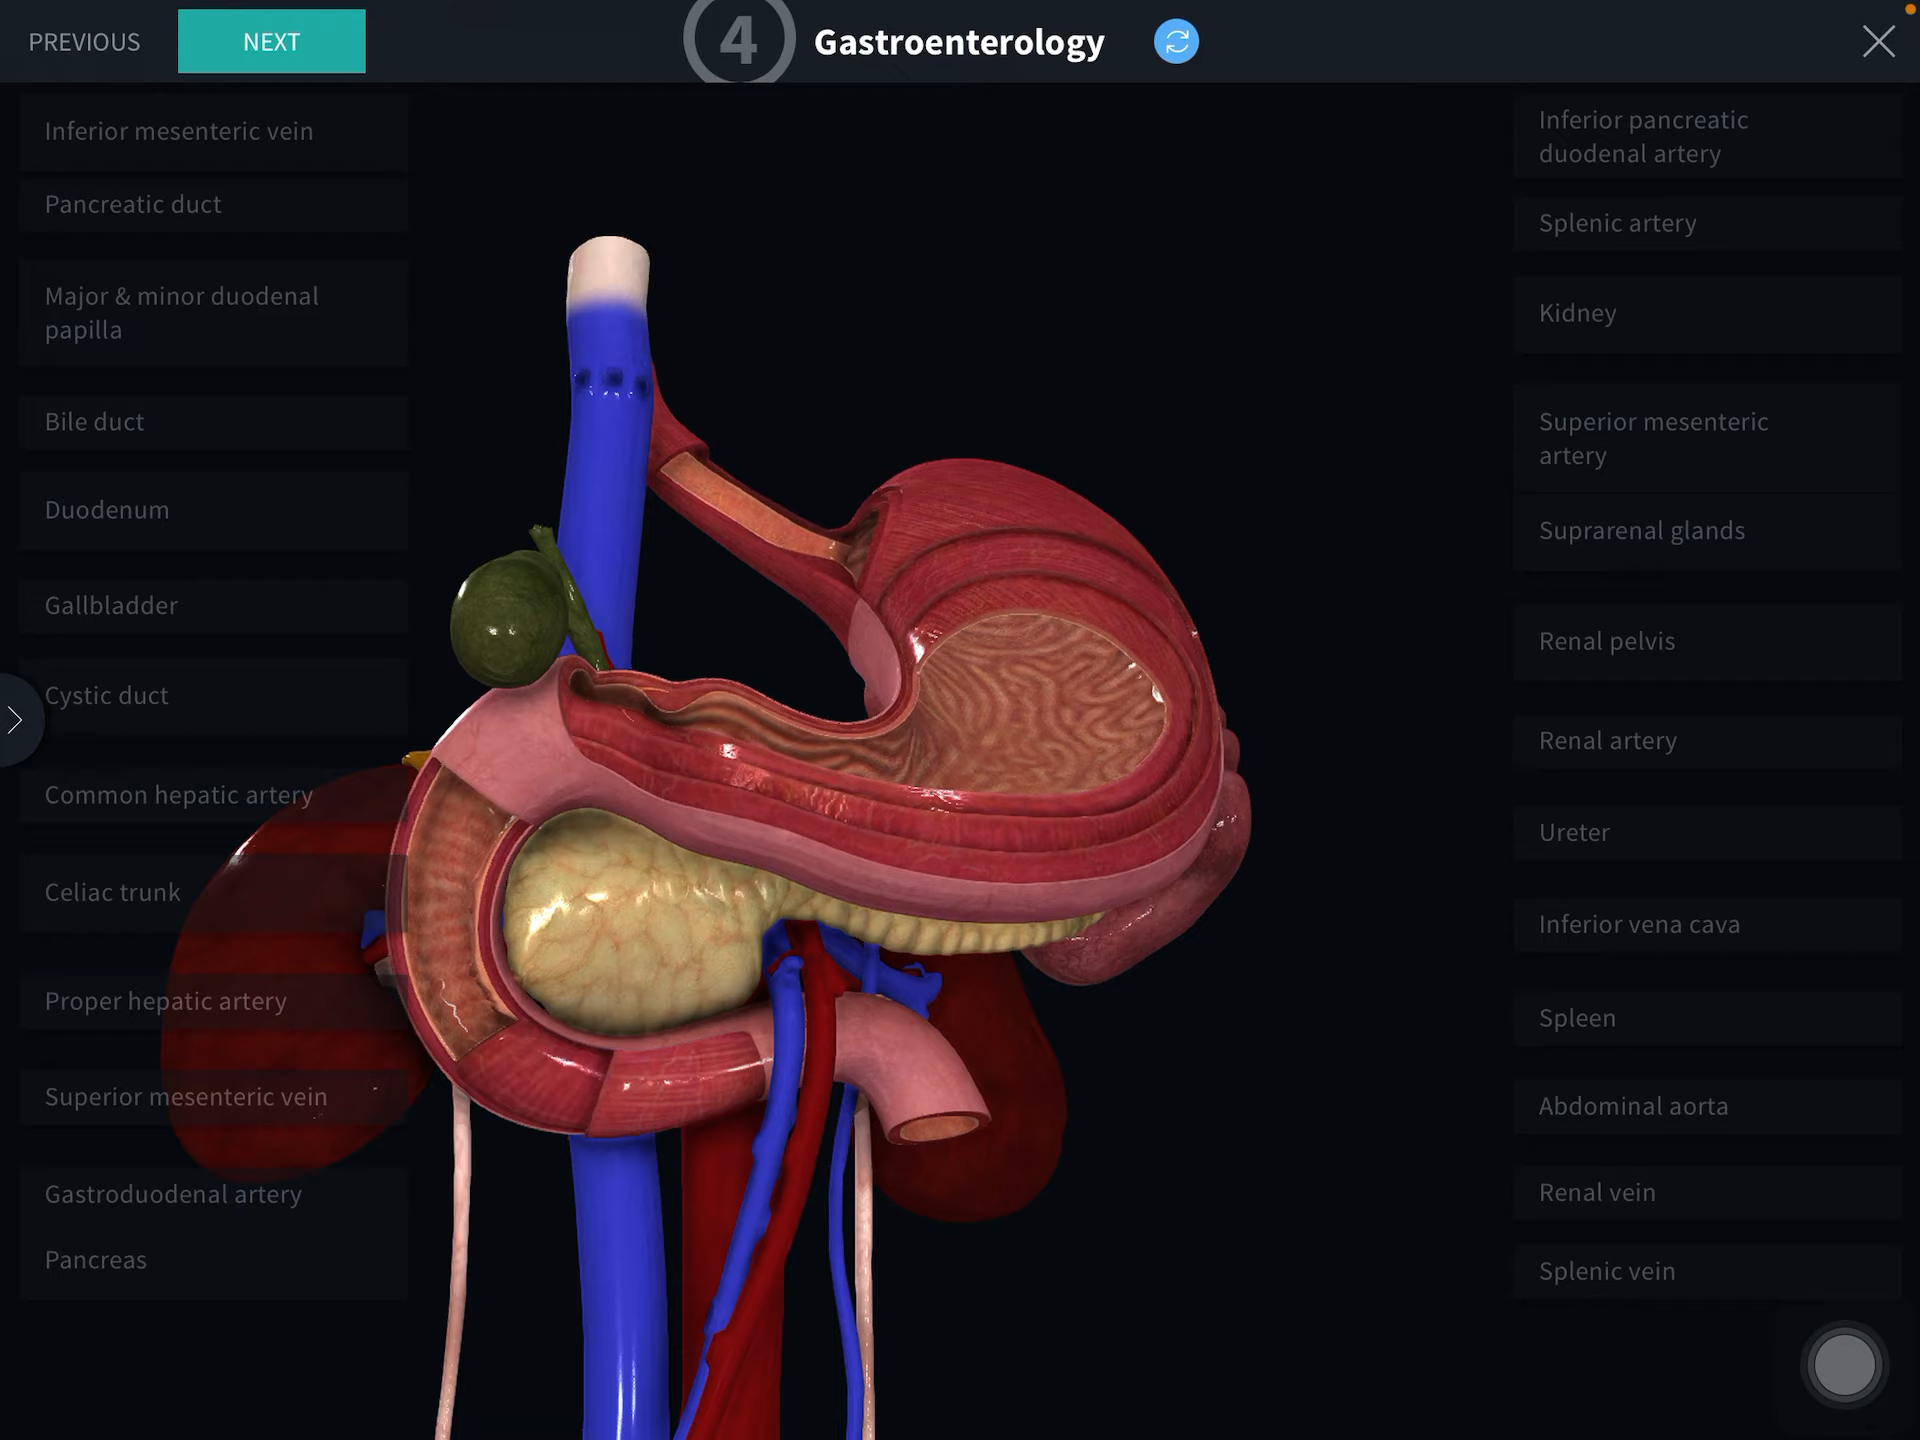 PREVIOUS
NEXT
4
Gastroenterology
Inferior mesenteric vein
Pancreatic duct
Major & minor duodenal
papilla
Bile duct
Duodenum
Gallbladder
Cystic duct
Common hepatic artery
Celiac trunk
Proper hepatic artery
Superior mesenteric vein
Gastroduodenal artery
Pancreas
Inferior pancreatic
duodenal artery
Splenic artery
Kidney
Superior mesenteric
artery
Suprarenal glands
Renal pelvis
Renal artery
Ureter
Inferior vena cava
Spleen
Abdominal aorta
Renal vein
Splenic vein